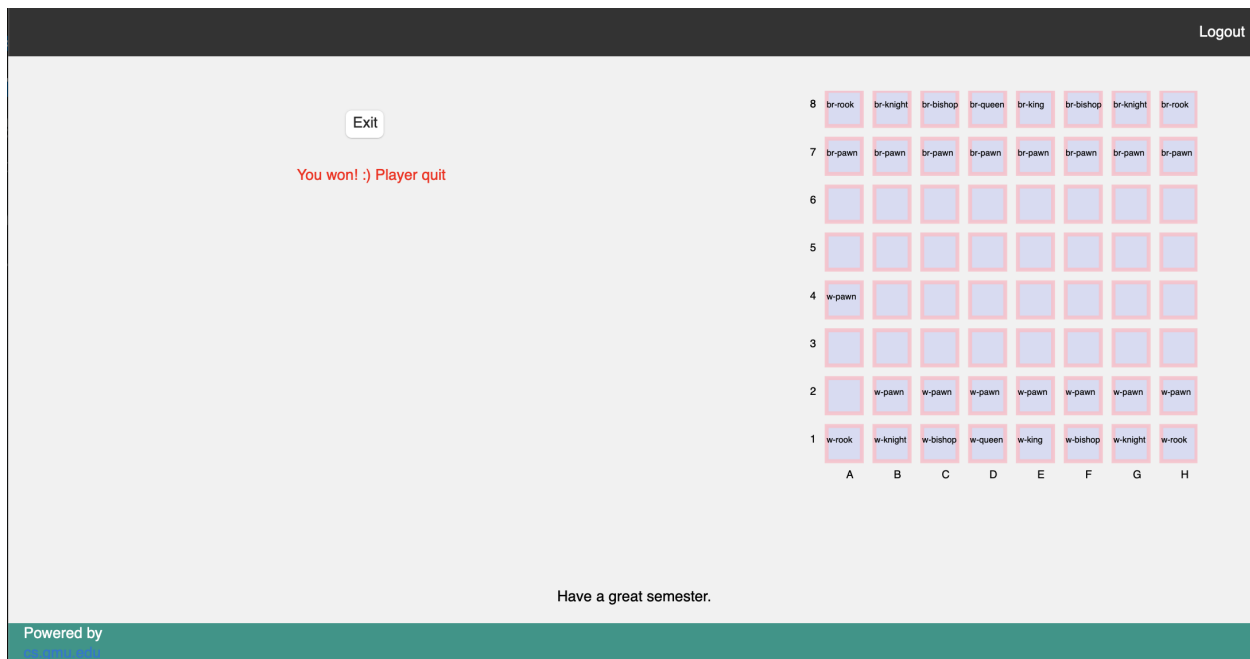 Logout
Exit
You won! :) Player quit
8 br-rook br-knight br-bishop br-queen br-king br-bishop br-knight br-rook
7 br-pawn br-pawn br-pawn br-pawn br-pawn br-pawn br-pawn br-pawn
6
5
4 w-pawn
3
2 w-pawn w-pawn w-pawn w-pawn w-pawn w-pawn w-pawn
1 w-rook w-knight w-bishop w-queen w-king w-bishop w-knight w-rook
A B C D E F G H
Have a great semester.
Powered by
cs.gmu.edu